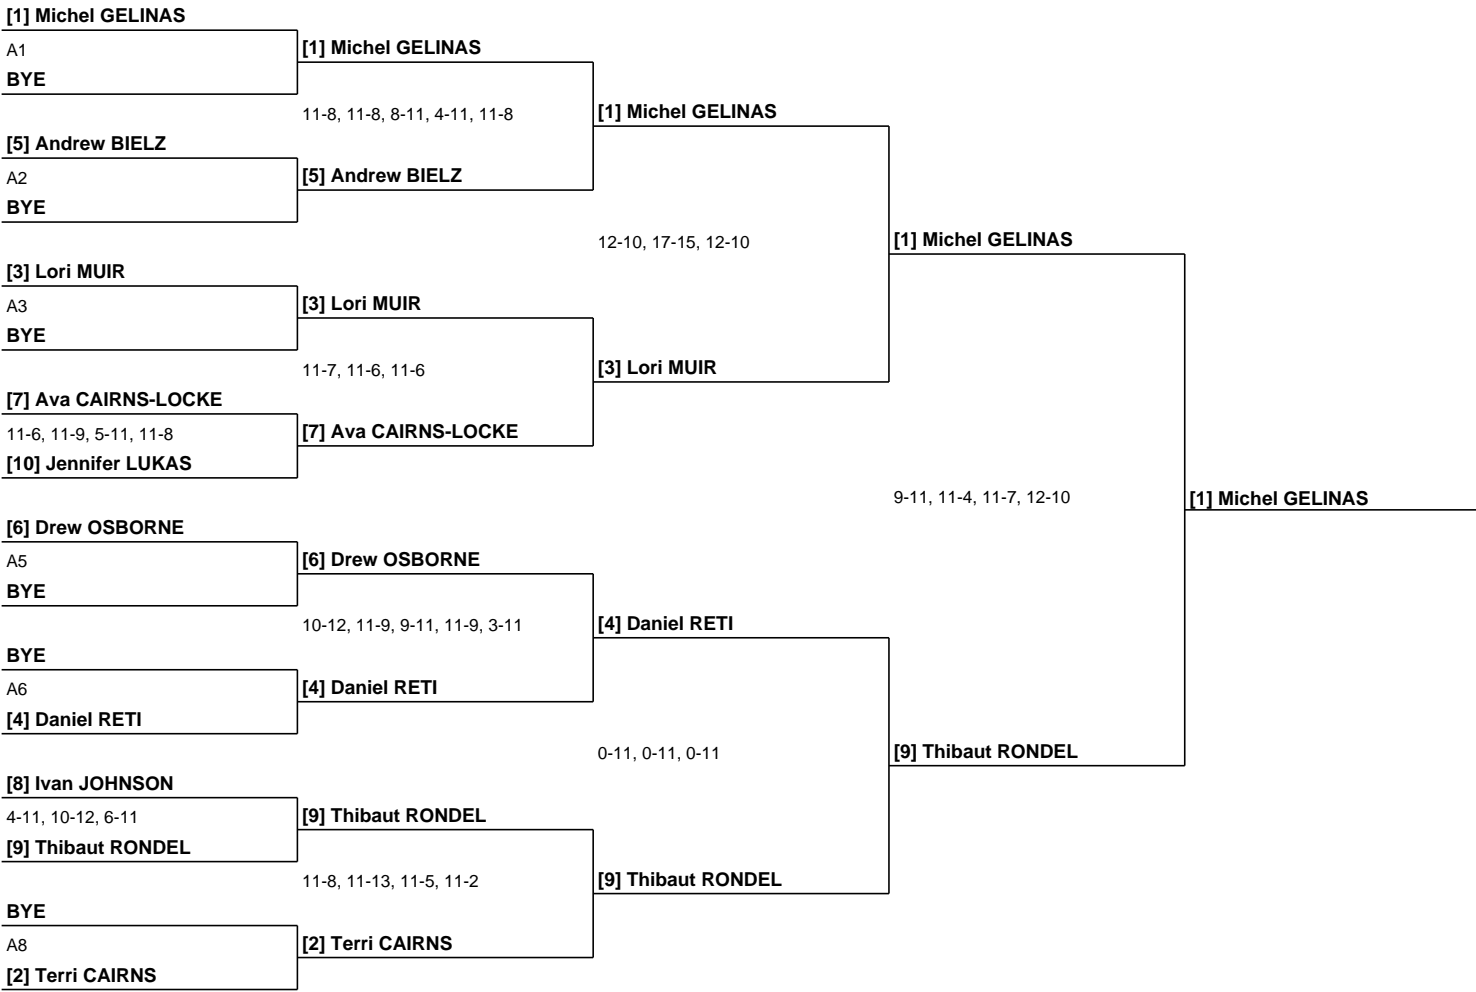 [1] Michel GELINAS
A1
BYE
[5] Andrew BIELZ
A2
BYE
[3] Lori MUIR
A3
BYE
[7] Ava CAIRNS-LOCKE
11-6, 11-9, 5-11, 11-8
[10] Jennifer LUKAS
[6] Drew OSBORNE
A5
BYE
BYE
A6
[4] Daniel RETI
[8] Ivan JOHNSON
4-11, 10-12, 6-11
[9] Thibaut RONDEL
BYE
A8
[2] Terri CAIRNS
[1] Michel GELINAS
11-8, 11-8, 8-11, 4-11, 11-8
[5] Andrew BIELZ
[3] Lori MUIR
11-7, 11-6, 11-6
[7] Ava CAIRNS-LOCKE
[6] Drew OSBORNE
10-12, 11-9, 9-11, 11-9, 3-11
[4] Daniel RETI
[9] Thibaut RONDEL
11-8, 11-13, 11-5, 11-2
[2] Terri CAIRNS
[1] Michel GELINAS
12-10, 17-15, 12-10
[3] Lori MUIR
[4] Daniel RETI
0-11, 0-11, 0-11
[9] Thibaut RONDEL
[1] Michel GELINAS
9-11, 11-4, 11-7, 12-10
[9] Thibaut RONDEL
[1] Michel GELINAS